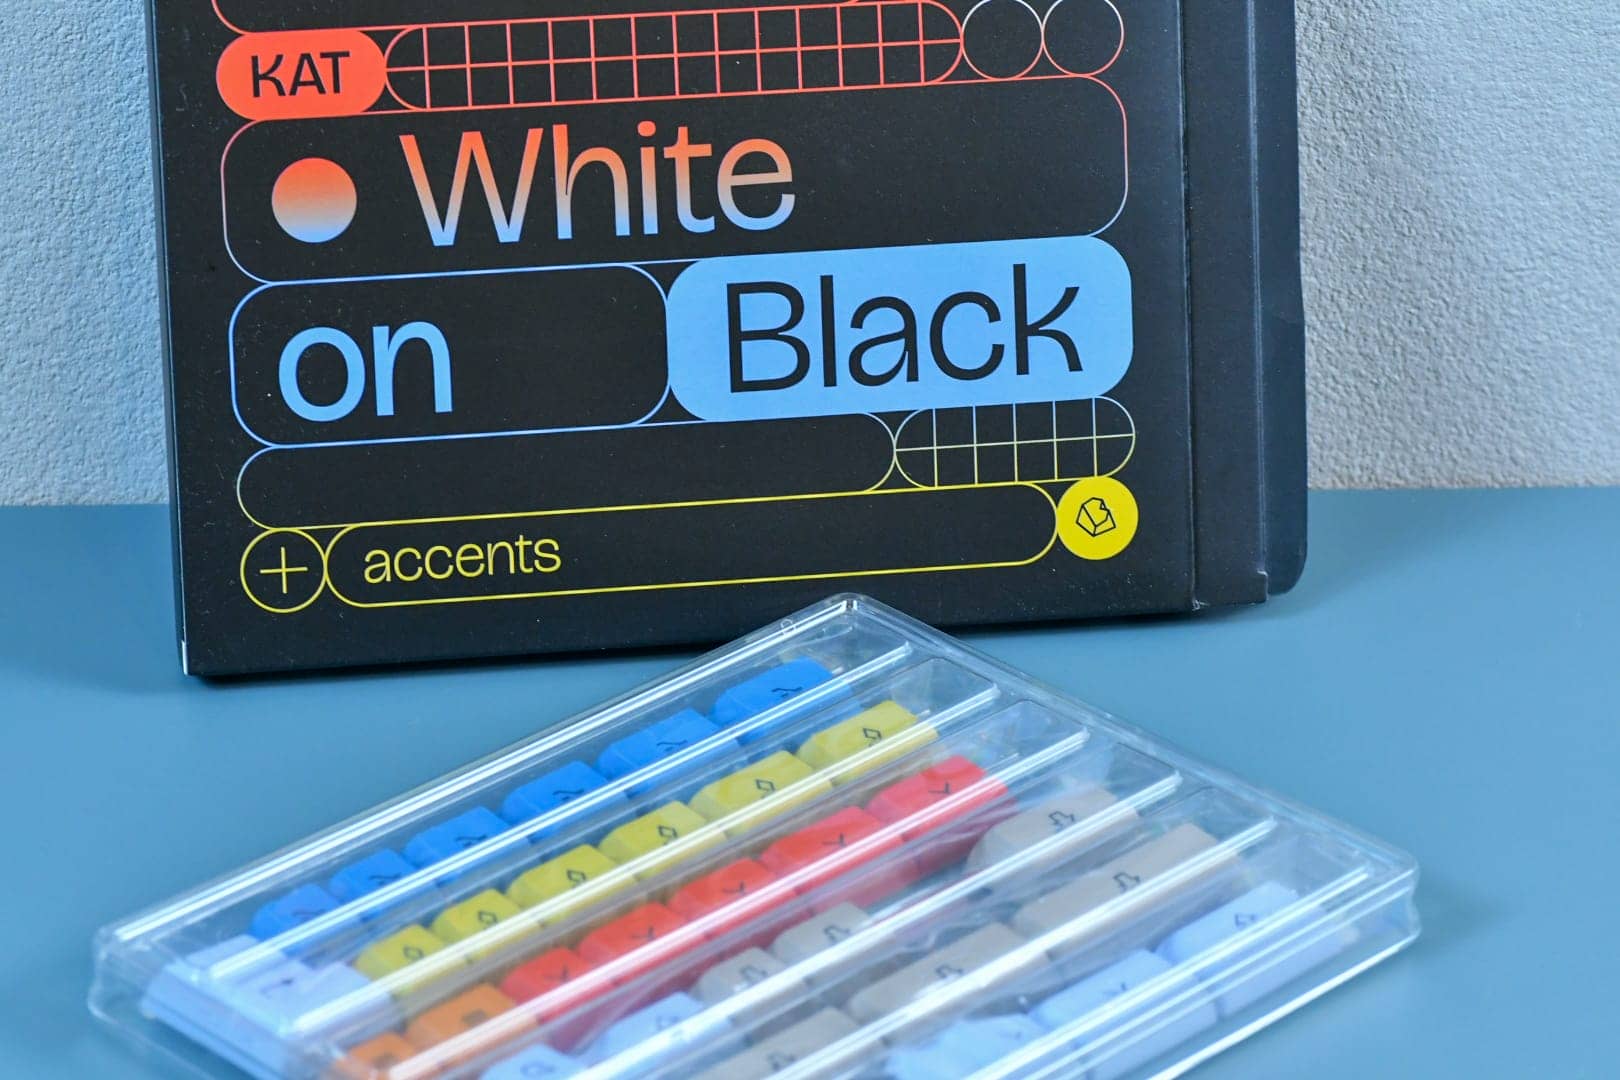 KAT
White
on Black
+ accents